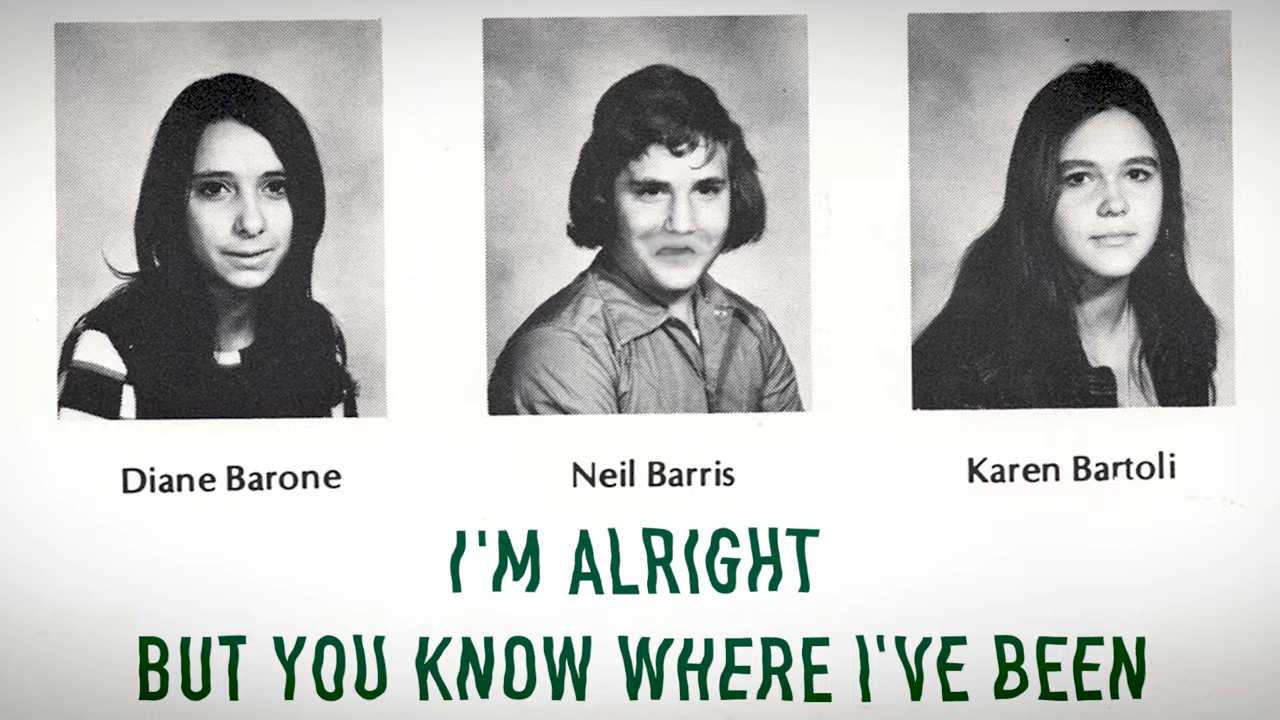 Diane Barone
Neil Barris
Karen Bartoli
I'M ALRIGHT
BUT YOU KNOW WHERE I'VE BEEN